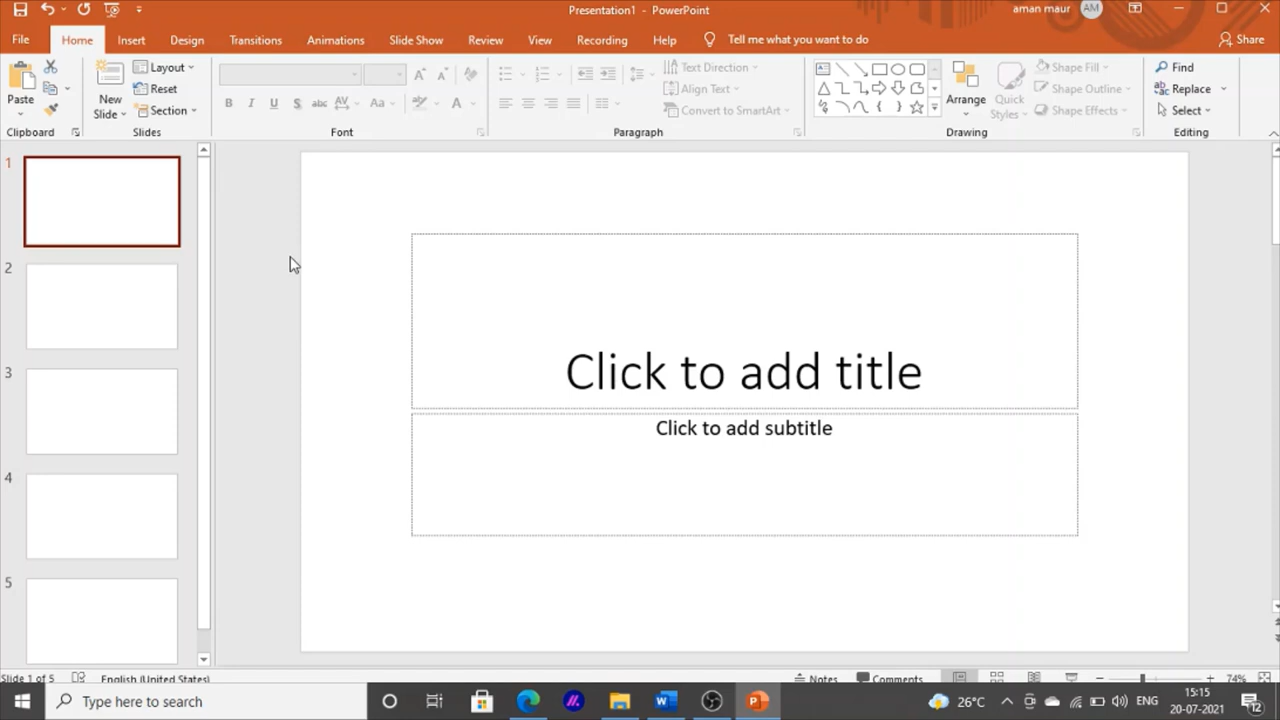 Presentation1 - PowerPoint
aman maur AM
File Home Insert Design Transitions Animations Slide Show Review View Recording Help Tell me what you want to do Share
Paste
Clipboard
New Slide
Layout
Reset
Section
Slides
B I U S abc AV Aa A
Font
Text Direction
Align Text
Convert to SmartArt
Paragraph
Arrange
Quick Styles
Shape Fill
Shape Outline
Shape Effects
Drawing
Find
Replace
Select
Editing
1
2
3
4
5
Click to add title
Click to add subtitle
Slide 1 of 5 English (United States) Notes Comments 74%
Type here to search
26°C ENG 15:15
20-07-2021
12